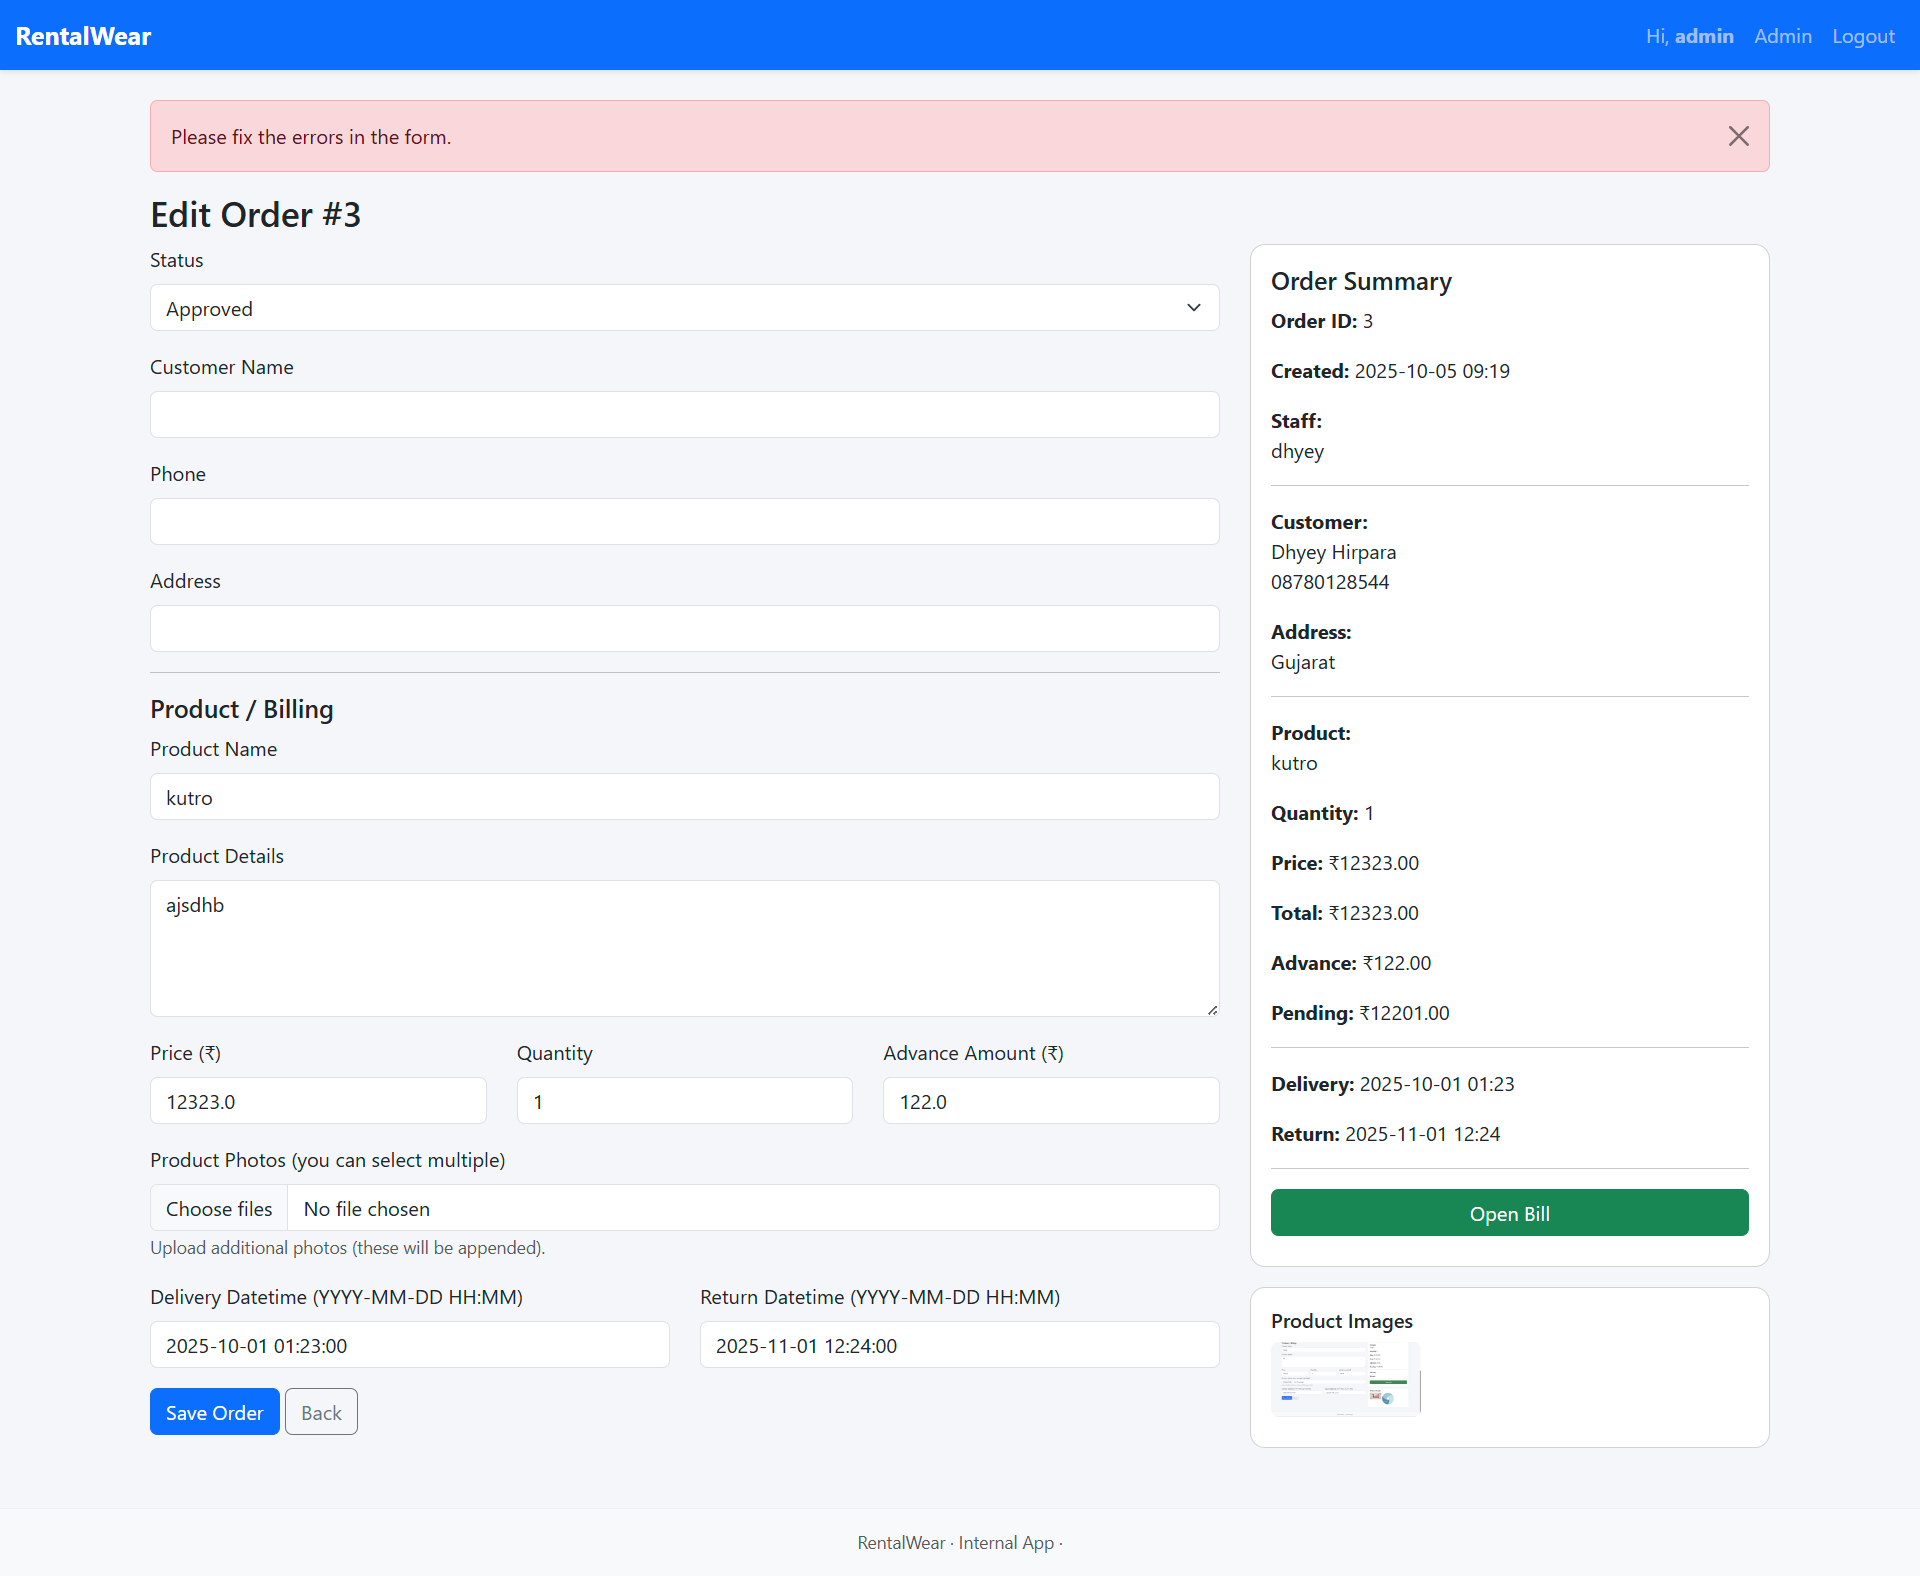 RentalWear
Hi, admin Admin Logout
Please fix the errors in the form.
Edit Order #3
Status
Approved
Customer Name
Phone
Address
Product / Billing
Product Name
kutro
Product Details
ajsdhb
Price (₹) Quantity Advance Amount (₹)
12323.0 1 122.0
Product Photos (you can select multiple)
Choose files No file chosen
Upload additional photos (these will be appended).
Delivery Datetime (YYYY-MM-DD HH:MM) Return Datetime (YYYY-MM-DD HH:MM)
2025-10-01 01:23:00 2025-11-01 12:24:00
Save Order Back
Order Summary
Order ID: 3
Created: 2025-10-05 09:19
Staff:
dhyey
Customer:
Dhyey Hirpara
08780128544
Address:
Gujarat
Product:
kutro
Quantity: 1
Price: ₹12323.00
Total: ₹12323.00
Advance: ₹122.00
Pending: ₹12201.00
Delivery: 2025-10-01 01:23
Return: 2025-11-01 12:24
Open Bill
Product Images
RentalWear · Internal App ·